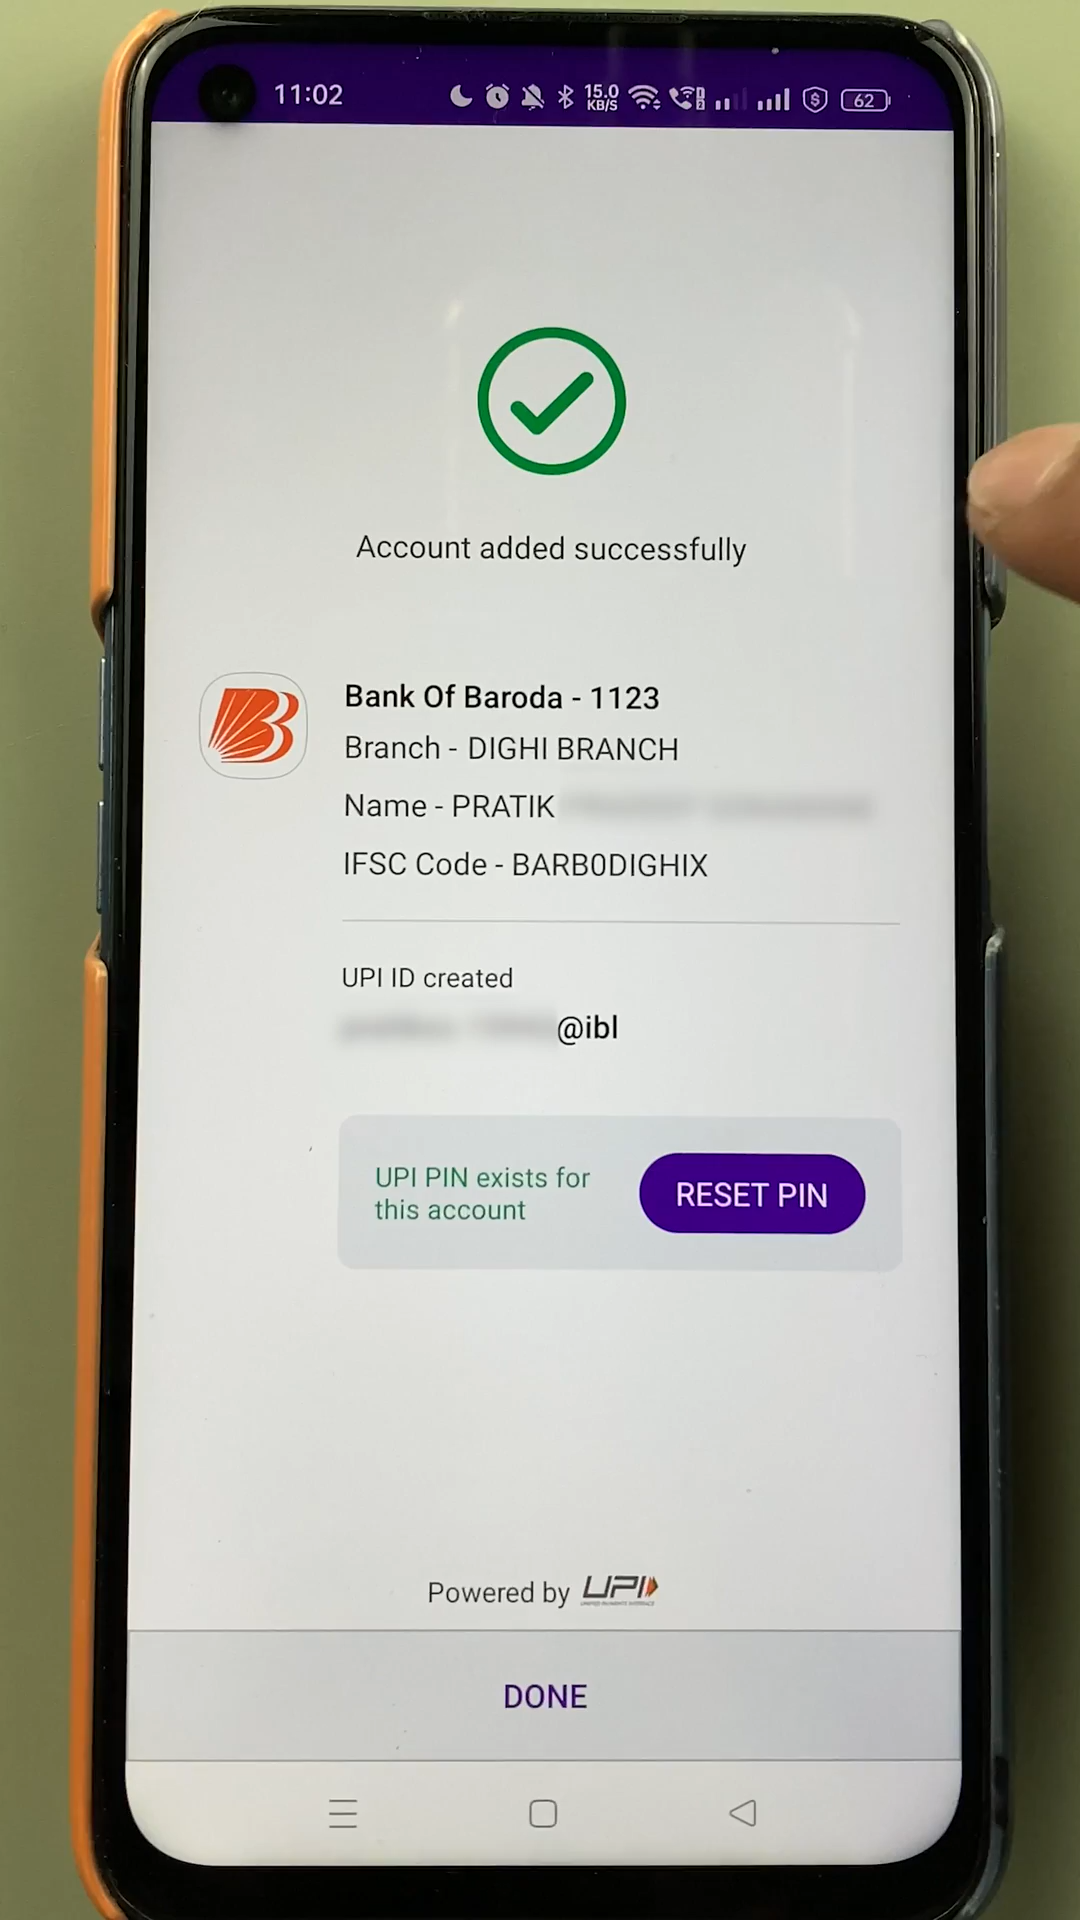 11:02
15.0
KB/S
62
Account added successfully
Bank Of Baroda - 1123
Branch - DIGHI BRANCH
Name - PRATIK
IFSC Code - BARB0DIGHIX
UPI ID created
@ibl
UPI PIN exists for
this account
RESET PIN
Powered by UPI
DONE